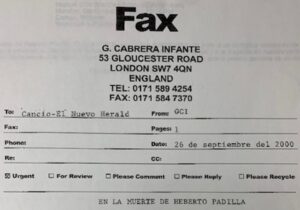 Fax
G. CABRERA INFANTE
53 GLOUCESTER ROAD
LONDON SW7 4QN
ENGLAND
TEL: 0171 589 4254
FAX: 0171 584 7370
To: Cancio-El Nuevo Herald From: GCI
Fax: Pages: 1
Phone: Date: 26 de septiembre del 2000
Re: CC:
☒ Urgent ☐ For Review ☐ Please Comment ☐ Please Reply ☐ Please Recycle
EN LA MUERTE DE HEBERTO PADILLA